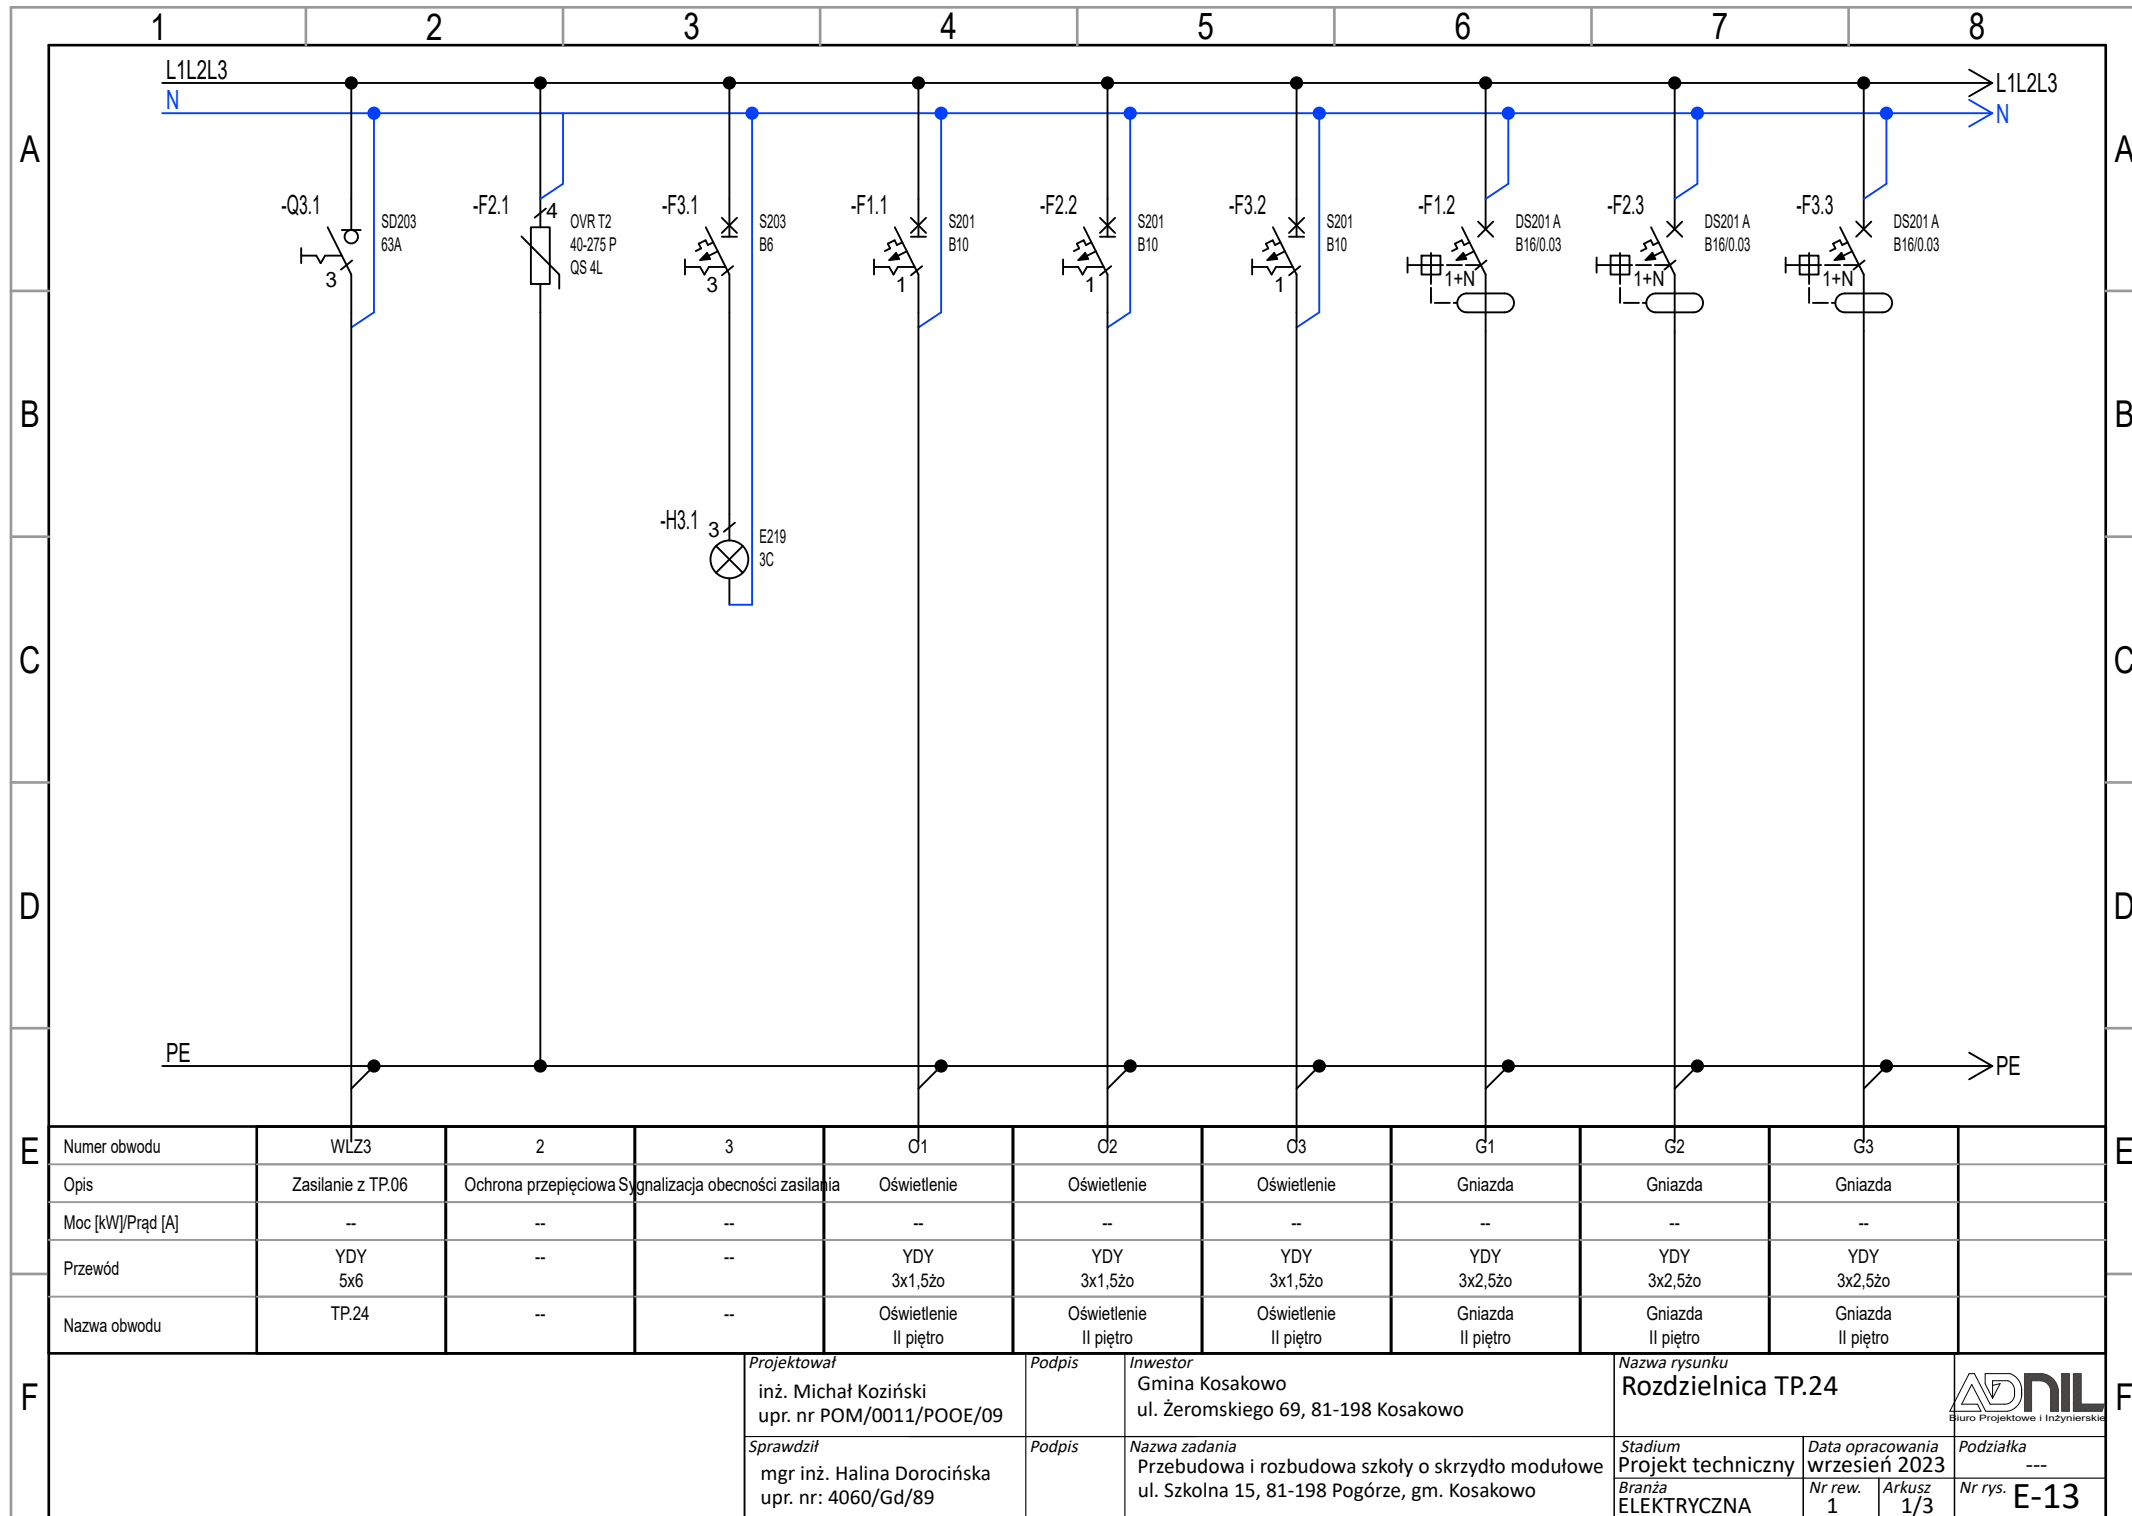 1 2 3 4 5 6 7 8
L1L2L3
L1L2L3
N
N
A
A
-Q3.1
SD203
63A
3
-F2.1
4
OVR T2
40-275 P
QS 4L
-F3.1
S203
B6
3
-F1.1
S201
B10
1
-F2.2
S201
B10
1
-F3.2
S201
B10
1
-F1.2
DS201 A
B16/0.03
1+N
-F2.3
DS201 A
B16/0.03
1+N
-F3.3
DS201 A
B16/0.03
1+N
B
B
-H3.1
3
E219
3C
C
C
D
D
PE
PE
E
E
Numer obwodu WLZ3 2 3 O1 O2 O3 G1 G2 G3
Opis Zasilanie z TP.06 Ochrona przepięciowa Sygnalizacja obecności zasilania Oświetlenie Oświetlenie Oświetlenie Gniazda Gniazda Gniazda
Moc [kW]/Prąd [A] -- -- -- -- -- -- -- -- --
Przewód
YDY -- -- YDY YDY YDY YDY YDY YDY
5x6 3x1,5żo 3x1,5żo 3x1,5żo 3x2,5żo 3x2,5żo 3x2,5żo
Nazwa obwodu
TP.24 -- -- Oświetlenie Oświetlenie Oświetlenie Gniazda Gniazda Gniazda
II piętro II piętro II piętro II piętro II piętro II piętro
F
F
Projektował
inż. Michał Koziński
upr. nr POM/0011/POOE/09
Podpis
Inwestor
Gmina Kosakowo
ul. Żeromskiego 69, 81-198 Kosakowo
Nazwa rysunku
Rozdzielnica TP.24
ADNIL
Biuro Projektowe i Inżynierskie
Sprawdził
mgr inż. Halina Dorocińska
upr. nr: 4060/Gd/89
Podpis
Nazwa zadania
Przebudowa i rozbudowa szkoły o skrzydło modułowe
ul. Szkolna 15, 81-198 Pogórze, gm. Kosakowo
Stadium
Projekt techniczny
Data opracowania
wrzesień 2023
Podziałka
---
Branża
ELEKTRYCZNA
Nr rew.
1
Arkusz
1/3
Nr rys. E-13